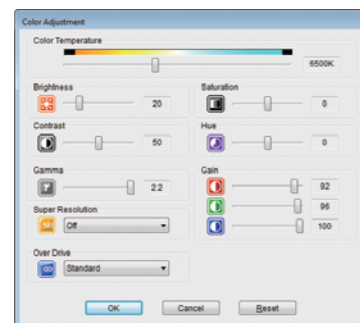 Color Adjustment
Color Temperature
6500K
Brightness
20
Saturation
0
Contrast
50
Hue
0
Gamma
2.2
Gain
92
96
100
Super Resolution
Off
Over Drive
Standard
OK
Cancel
Reset